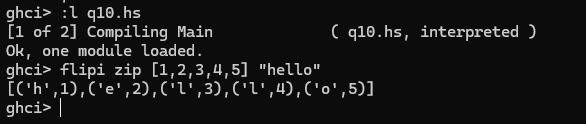 ghci> :l q10.hs
[1 of 2] Compiling Main             ( q10.hs, interpreted )
Ok, one module loaded.
ghci> flipi zip [1,2,3,4,5] "hello"
[('h',1),('e',2),('l',3),('l',4),('o',5)]
ghci>